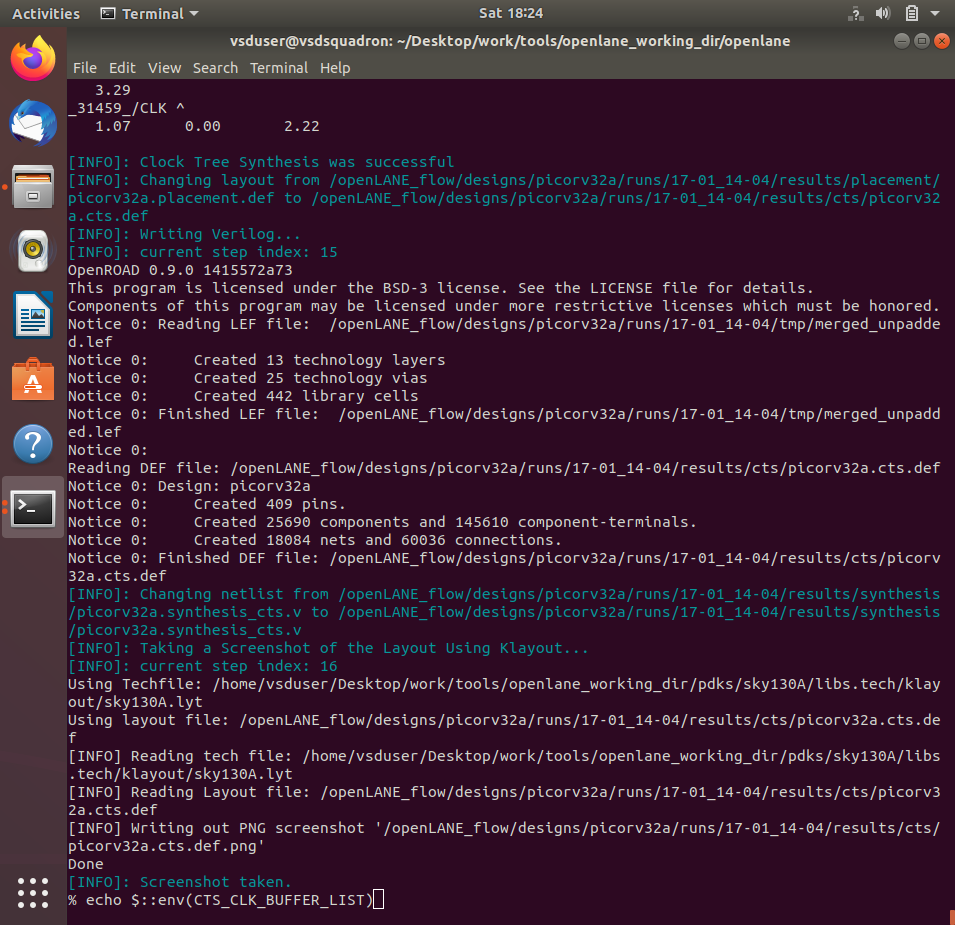 Activities
Terminal
Sat 18:24
vsduser@vsdsquadron: ~/Desktop/work/tools/openlane_working_dir/openlane
File Edit View Search Terminal Help
3.29
_31459_/CLK ^
1.07 0.00 2.22
[INFO]: Clock Tree Synthesis was successful
[INFO]: Changing layout from /openLANE_flow/designs/picorv32a/runs/17-01_14-04/results/placement/
picorv32a.placement.def to /openLANE_flow/designs/picorv32a/runs/17-01_14-04/results/cts/picorv32
a.cts.def
[INFO]: Writing Verilog...
[INFO]: current step index: 15
OpenROAD 0.9.0 1415572a73
This program is licensed under the BSD-3 license. See the LICENSE file for details.
Components of this program may be licensed under more restrictive licenses which must be honored.
Notice 0: Reading LEF file:  /openLANE_flow/designs/picorv32a/runs/17-01_14-04/tmp/merged_unpadde
d.lef
Notice 0:     Created 13 technology layers
Notice 0:     Created 25 technology vias
Notice 0:     Created 442 library cells
Notice 0: Finished LEF file:  /openLANE_flow/designs/picorv32a/runs/17-01_14-04/tmp/merged_unpadd
ed.lef
Notice 0:
Reading DEF file: /openLANE_flow/designs/picorv32a/runs/17-01_14-04/results/cts/picorv32a.cts.def
Notice 0: Design: picorv32a
Notice 0:     Created 409 pins.
Notice 0:     Created 25690 components and 145610 component-terminals.
Notice 0:     Created 18084 nets and 60036 connections.
Notice 0: Finished DEF file: /openLANE_flow/designs/picorv32a/runs/17-01_14-04/results/cts/picorv
32a.cts.def
[INFO]: Changing netlist from /openLANE_flow/designs/picorv32a/runs/17-01_14-04/results/synthesis
/picorv32a.synthesis_cts.v to /openLANE_flow/designs/picorv32a/runs/17-01_14-04/results/synthesis
/picorv32a.synthesis_cts.v
[INFO]: Taking a Screenshot of the Layout Using Klayout...
[INFO]: current step index: 16
Using Techfile: /home/vsduser/Desktop/work/tools/openlane_working_dir/pdks/sky130A/libs.tech/klay
out/sky130A.lyt
Using layout file: /openLANE_flow/designs/picorv32a/runs/17-01_14-04/results/cts/picorv32a.cts.de
f
[INFO] Reading tech file: /home/vsduser/Desktop/work/tools/openlane_working_dir/pdks/sky130A/libs
.tech/klayout/sky130A.lyt
[INFO] Reading Layout file: /openLANE_flow/designs/picorv32a/runs/17-01_14-04/results/cts/picorv3
2a.cts.def
[INFO] Writing out PNG screenshot '/openLANE_flow/designs/picorv32a/runs/17-01_14-04/results/cts/
picorv32a.cts.def.png'
Done
[INFO]: Screenshot taken.
% echo $::env(CTS_CLK_BUFFER_LIST)